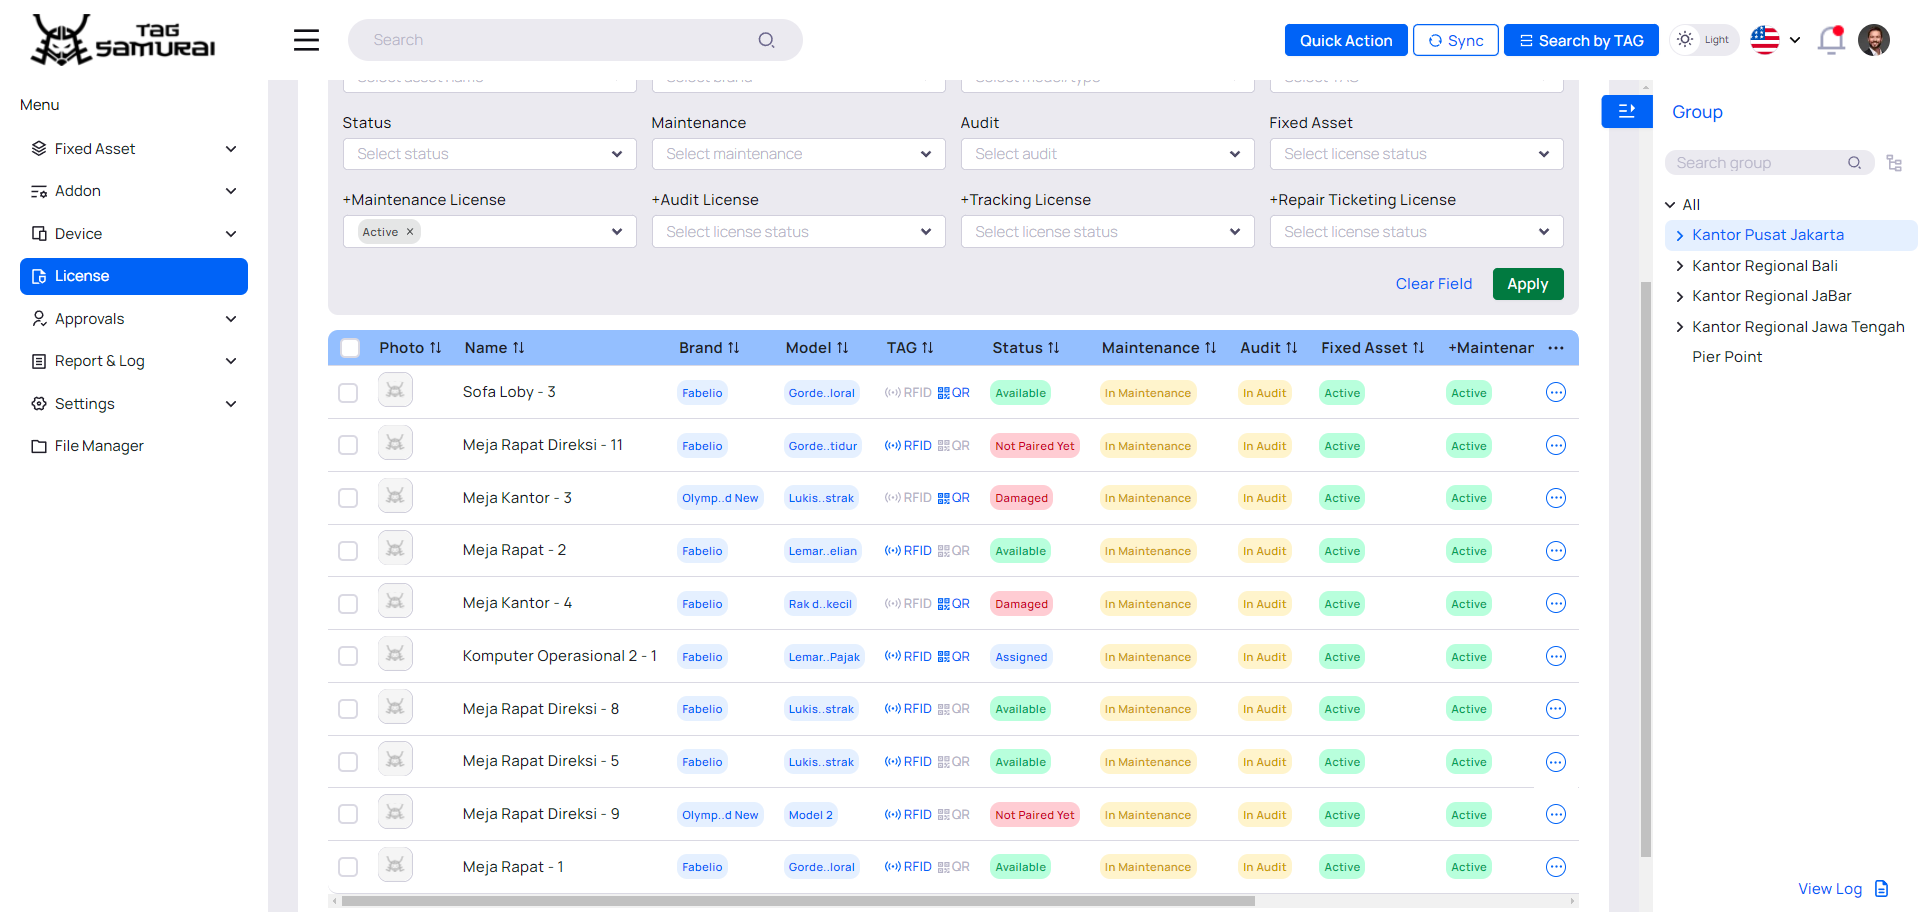 TAG SAMURAI
Search
Quick Action
Sync
Search by TAG
Light
Menu
Fixed Asset
Addon
Device
License
Approvals
Report & Log
Settings
File Manager
Select asset name
Select brand
Select model/type
Select TAG
Status
Maintenance
Audit
Fixed Asset
Select status
Select maintenance
Select audit
Select license status
+Maintenance License
+Audit License
+Tracking License
+Repair Ticketing License
Active ×
Select license status
Select license status
Select license status
Clear Field
Apply
Photo Name Brand Model TAG Status Maintenance Audit Fixed Asset +Maintenan
Sofa Loby - 3 Fabelio Gorde..loral RFID QR Available In Maintenance In Audit Active Active
Meja Rapat Direksi - 11 Fabelio Gorde..tidur RFID QR Not Paired Yet In Maintenance In Audit Active Active
Meja Kantor - 3 Olymp..d New Lukis..strak RFID QR Damaged In Maintenance In Audit Active Active
Meja Rapat - 2 Fabelio Lemar..elian RFID QR Available In Maintenance In Audit Active Active
Meja Kantor - 4 Fabelio Rak d..kecil RFID QR Damaged In Maintenance In Audit Active Active
Komputer Operasional 2 - 1 Fabelio Lemar..Pajak RFID QR Assigned In Maintenance In Audit Active Active
Meja Rapat Direksi - 8 Fabelio Lukis..strak RFID QR Available In Maintenance In Audit Active Active
Meja Rapat Direksi - 5 Fabelio Lukis..strak RFID QR Available In Maintenance In Audit Active Active
Meja Rapat Direksi - 9 Olymp..d New Model 2 RFID QR Not Paired Yet In Maintenance In Audit Active Active
Meja Rapat - 1 Fabelio Gorde..loral RFID QR Available In Maintenance In Audit Active Active
Group
Search group
All
Kantor Pusat Jakarta
Kantor Regional Bali
Kantor Regional JaBar
Kantor Regional Jawa Tengah
Pier Point
View Log